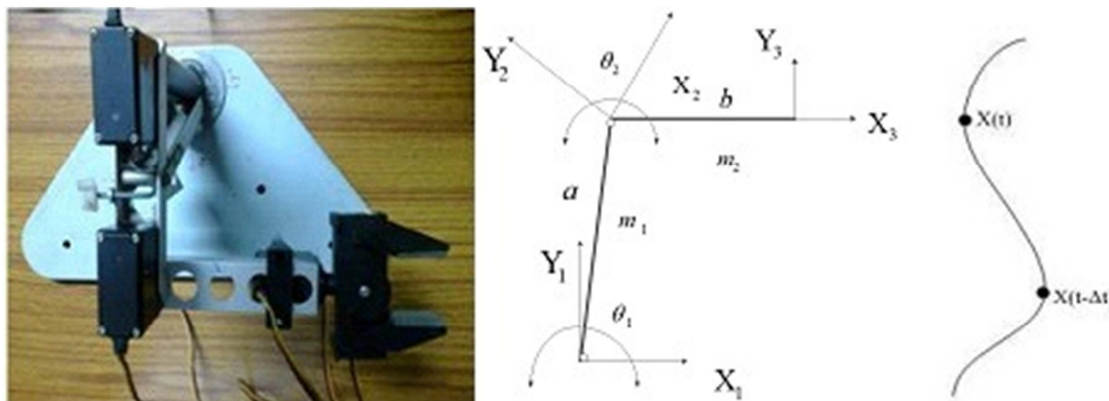 Y₂
θ₂
X₂
Y₃
b
X₃
m₂
a
m₁
Y₁
θ₁
X₁
X(t)
X(t-Δt